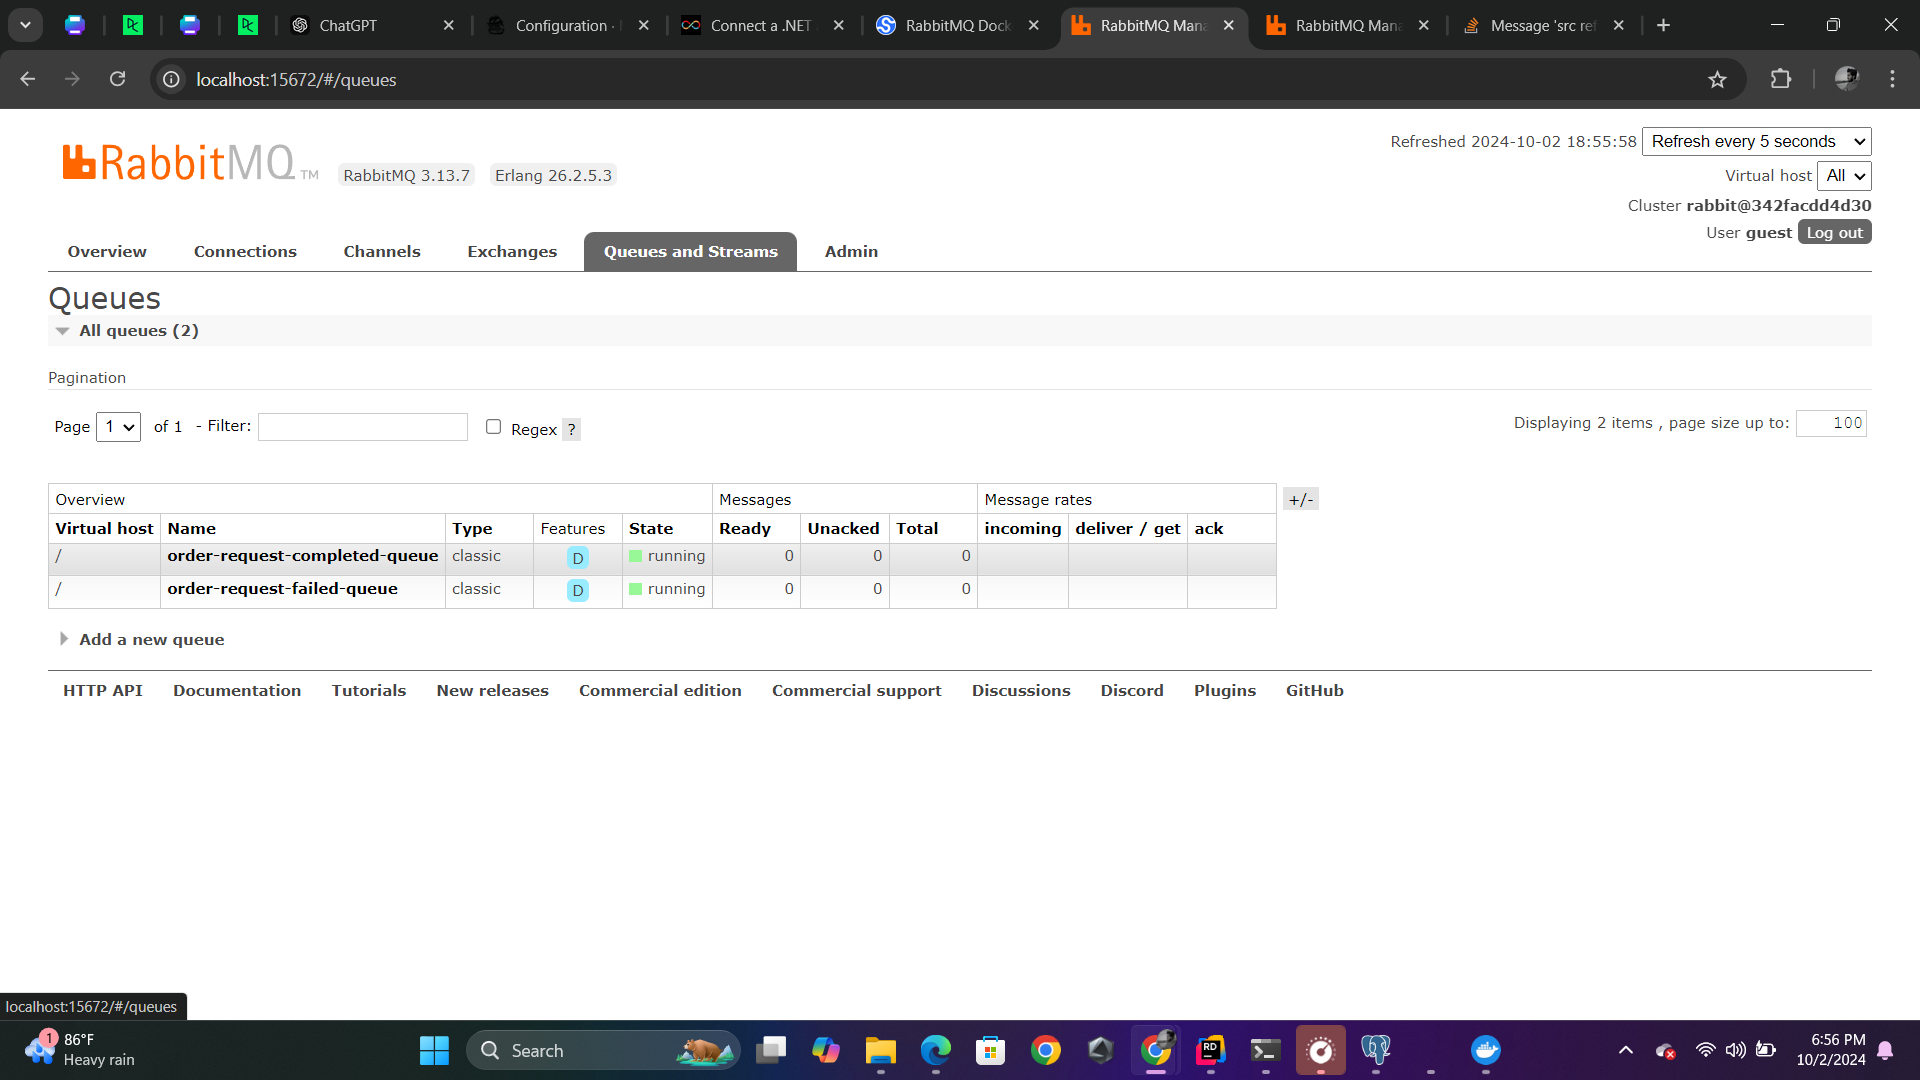 ChatGPT
Configuration ·
Connect a .NET
RabbitMQ Dock
RabbitMQ Mana
RabbitMQ Mana
Message 'src ref
localhost:15672/#/queues
RabbitMQ TM
RabbitMQ 3.13.7
Erlang 26.2.5.3
Refreshed 2024-10-02 18:55:58
Refresh every 5 seconds
Virtual host All
Cluster rabbit@342facdd4d30
User guest Log out
Overview
Connections
Channels
Exchanges
Queues and Streams
Admin
Queues
All queues (2)
Pagination
Page 1 of 1 - Filter:
Regex ?
Displaying 2 items , page size up to: 100
Overview Messages Message rates +/-
Virtual host Name Type Features State Ready Unacked Total incoming deliver / get ack
/ order-request-completed-queue classic D running 0 0 0
/ order-request-failed-queue classic D running 0 0 0
Add a new queue
HTTP API
Documentation
Tutorials
New releases
Commercial edition
Commercial support
Discussions
Discord
Plugins
GitHub
localhost:15672/#/queues
1
86°F
Heavy rain
Search
RD
6:56 PM
10/2/2024